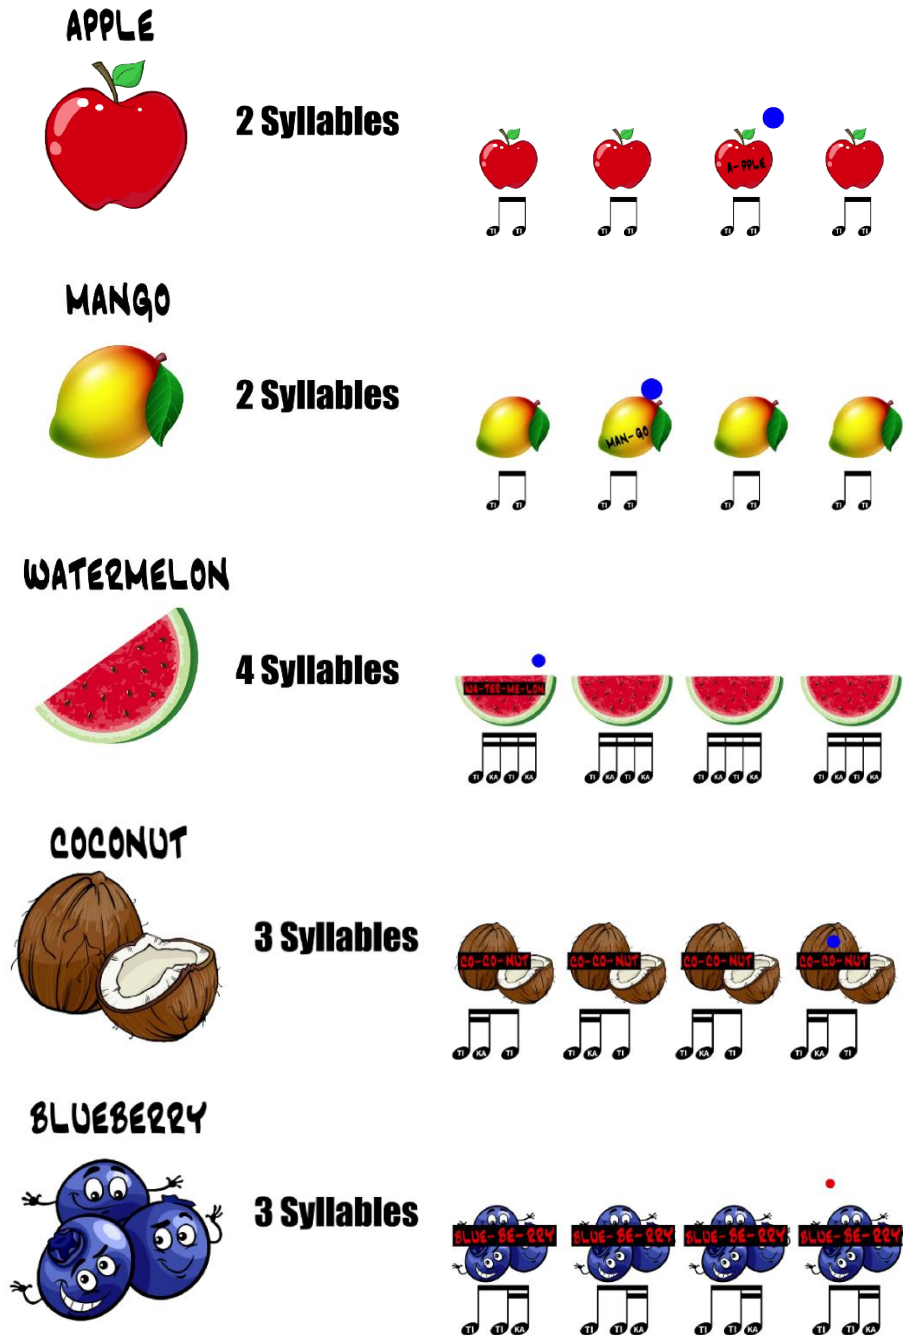 APPLE
2 Syllables
A-PPLE
TI TI TI TI TI TI TI TI
MANGO
2 Syllables
MAN-GO
TI TI TI TI TI TI TI TI
WATERMELON
4 Syllables
WA-TER-ME-LON
TI KA TI KA TI KA TI KA TI KA TI KA TI KA TI KA
COCONUT
3 Syllables
CO-CO-NUT CO-CO-NUT CO-CO-NUT CO-CO-NUT
TI KA TI TI KA TI TI KA TI TI KA TI
BLUEBERRY
3 Syllables
BLUE-BE-RRY BLUE-BE-RRY BLUE-BE-RRY BLUE-BE-RRY
TI TI KA TI TI KA TI TI KA TI TI KA